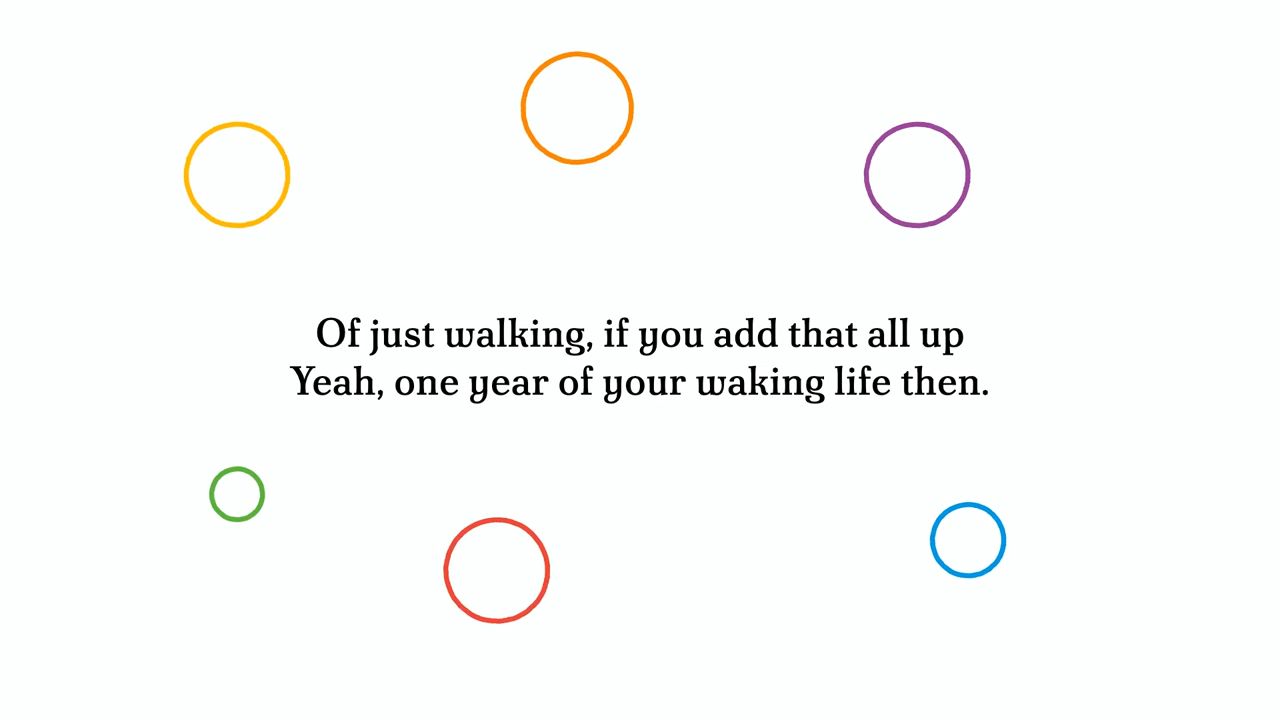 Of just walking, if you add that all up
Yeah, one year of your waking life then.